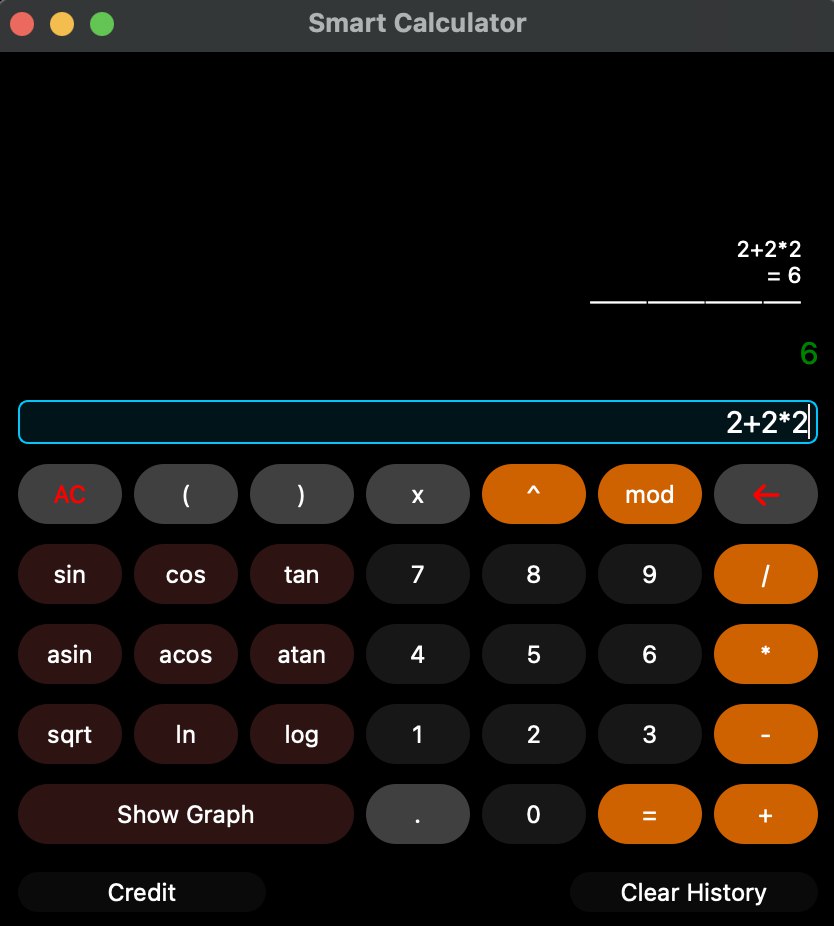 Smart Calculator
2+2*2
= 6
6
2+2*2
AC ( ) x ^ mod ←
sin cos tan 7 8 9 /
asin acos atan 4 5 6 *
sqrt ln log 1 2 3 -
Show Graph . 0 = +
Credit Clear History